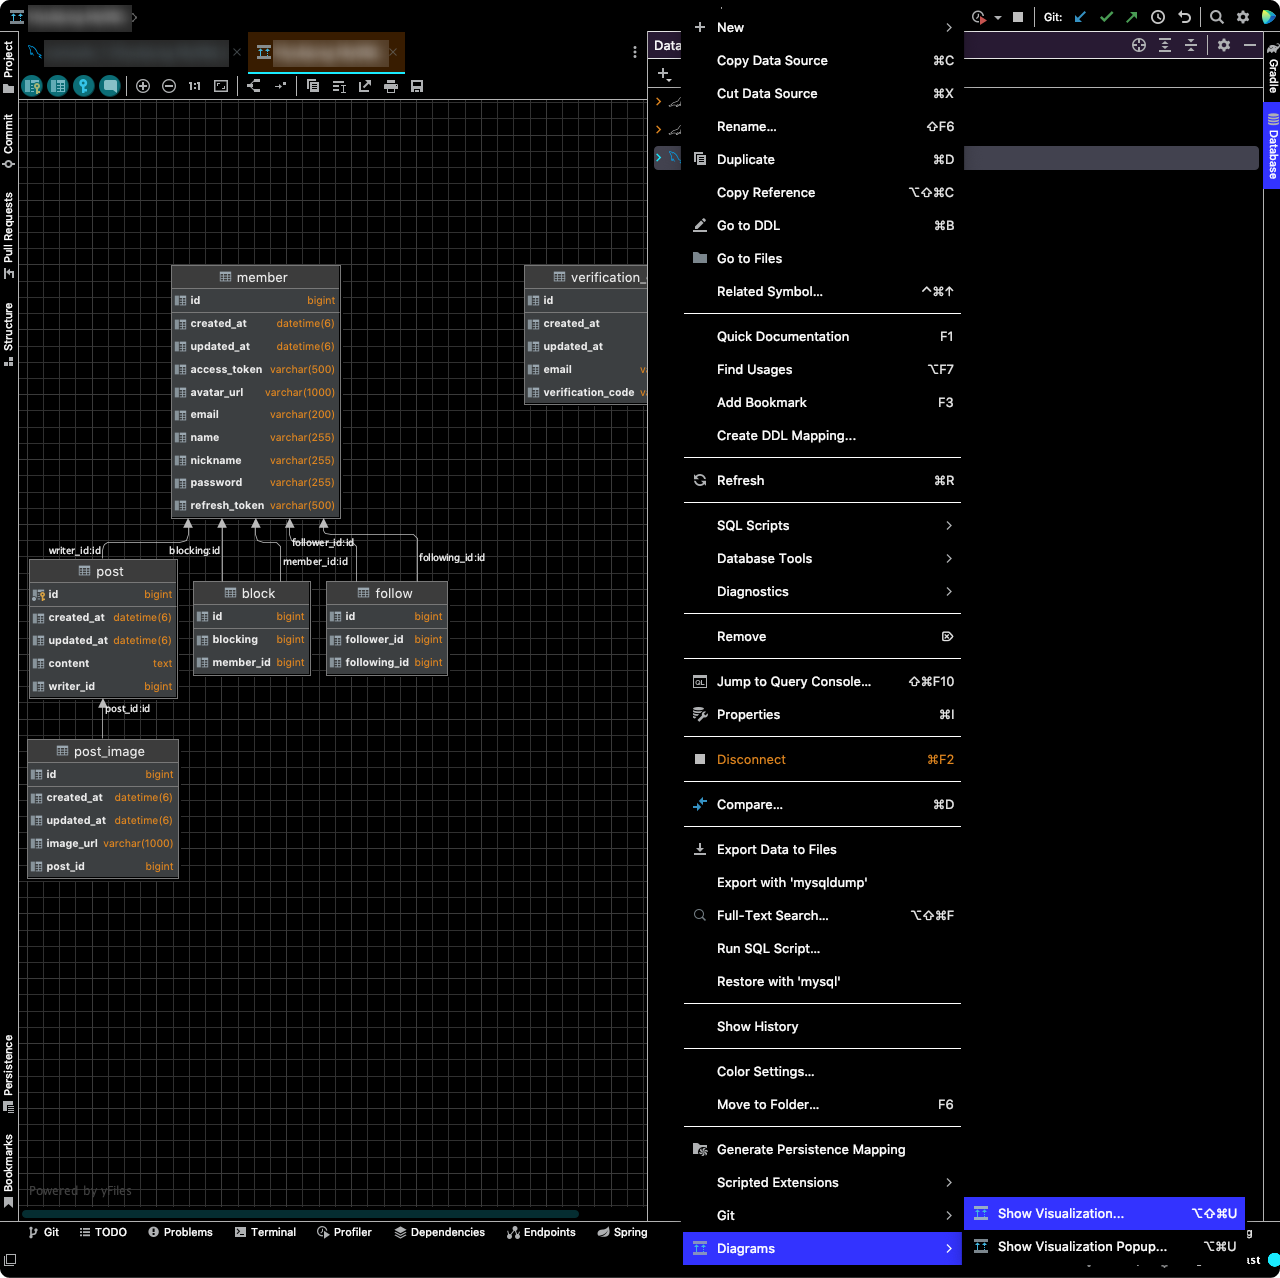 Git:
Data
New
Copy Data Source ⌘C
Cut Data Source ⌘X
Rename... ⇧F6
Duplicate ⌘D
Copy Reference ⌥⇧⌘C
Go to DDL ⌘B
Go to Files
Related Symbol... ^⌘↑
Quick Documentation F1
Find Usages ⌥F7
Add Bookmark F3
Create DDL Mapping...
Refresh ⌘R
SQL Scripts
Database Tools
Diagnostics
Remove ⌦
Jump to Query Console... ⇧⌘F10
Properties ⌘I
Disconnect ⌘F2
Compare... ⌘D
Export Data to Files
Export with 'mysqldump'
Full-Text Search... ⌥⇧⌘F
Run SQL Script...
Restore with 'mysql'
Show History
Color Settings...
Move to Folder... F6
Generate Persistence Mapping
Scripted Extensions
Git
Diagrams
Show Visualization... ⌥⇧⌘U
Show Visualization Popup... ⌥⌘U
Project
Commit
Pull Requests
Structure
Persistence
Bookmarks
Gradle
Database
1:1
member
id bigint
created_at datetime(6)
updated_at datetime(6)
access_token varchar(500)
avatar_url varchar(1000)
email varchar(200)
name varchar(255)
nickname varchar(255)
password varchar(255)
refresh_token varchar(500)
verification_
id
created_at
updated_at
email va
verification_code va
writer_id:id
blocking:id
follower_id:id
member_id:id
following_id:id
post
id bigint
created_at datetime(6)
updated_at datetime(6)
content text
writer_id bigint
block
id bigint
blocking bigint
member_id bigint
follow
id bigint
follower_id bigint
following_id bigint
post_id:id
post_image
id bigint
created_at datetime(6)
updated_at datetime(6)
image_url varchar(1000)
post_id bigint
Powered by yFiles
Git TODO Problems Terminal Profiler Dependencies Endpoints Spring